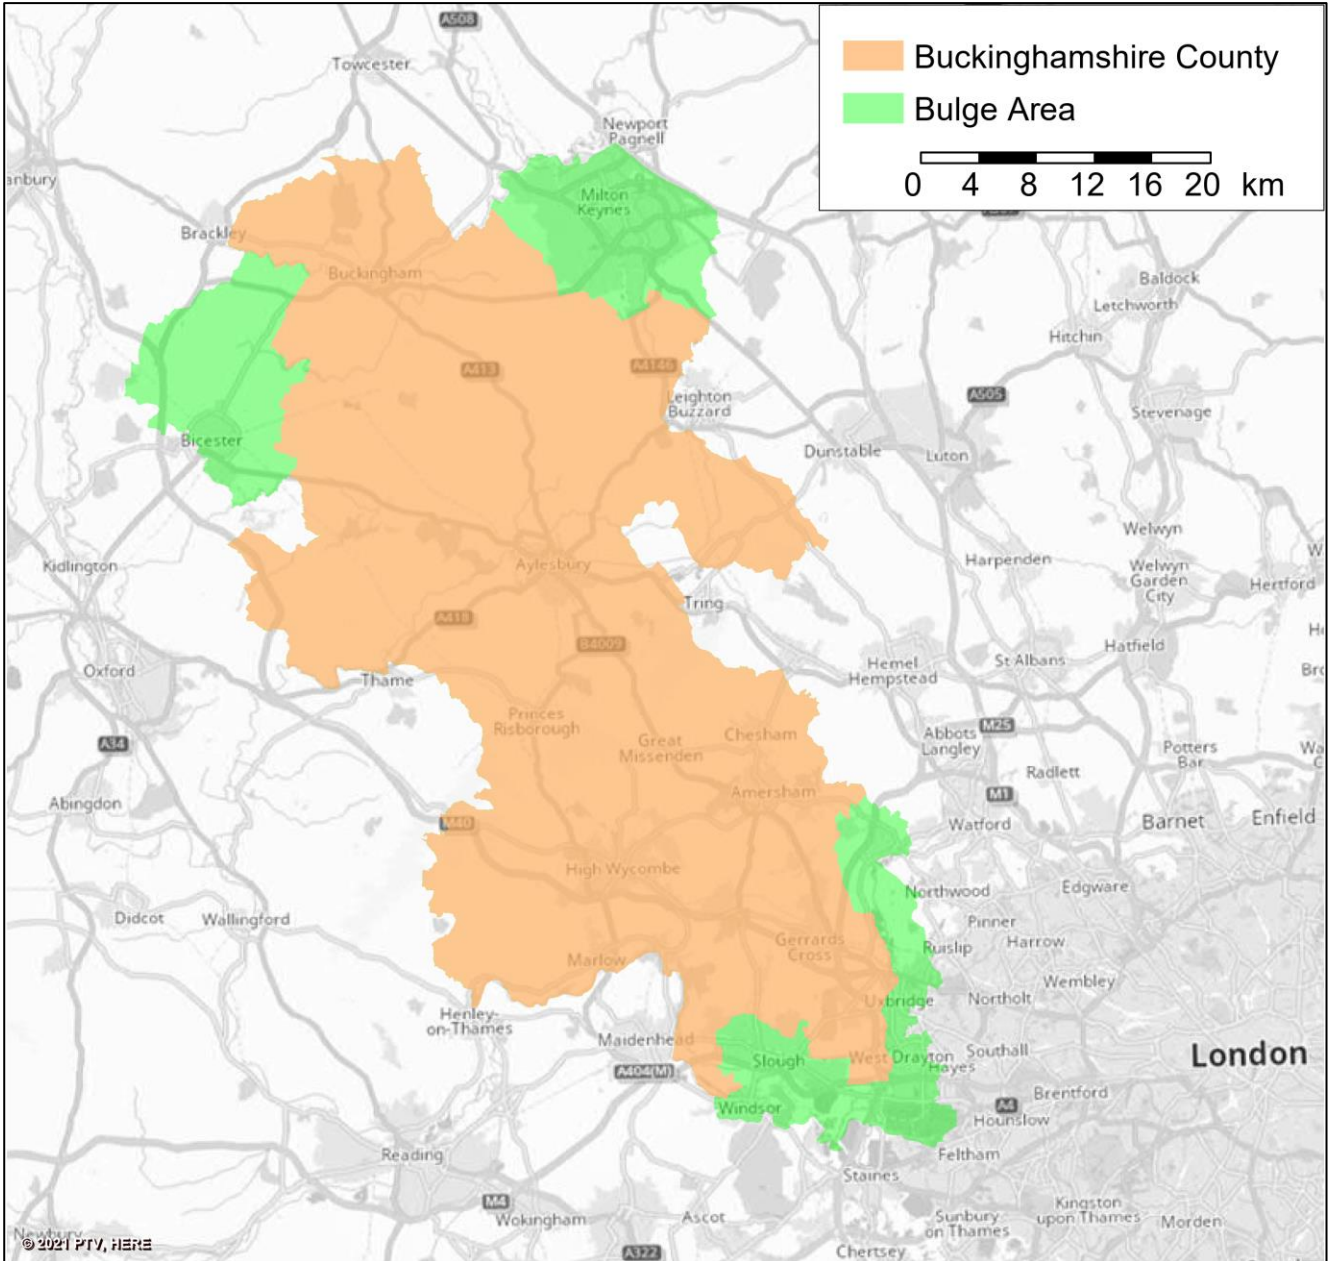 A508
Towcester
Buckinghamshire County
Bulge Area
0 4 8 12 16 20 km
Newport
Pagnell
anbury
Milton
Keynes
Brackley
Buckingham
Baldock
Letchworth
Hitchin
A413
A4146
Leighton
Buzzard
A505
Stevenage
Bicester
Dunstable
Luton
Welwyn
Kidlington
Aylesbury
Harpenden
Welwyn
Garden
City
W
Hertford
Tring
A418
B4009
H
Hatfield
Oxford
Thame
Hemel
Hempstead
St Albans
Bro
Princes
Risborough
Great
Missenden
Chesham
A34
Abbots
Langley
M25
Potters
Bar
Wa
C
Radlett
Abingdon
Amersham
M1
M40
Watford
Barnet
Enfield
High Wycombe
Northwood
Edgware
Didcot
Wallingford
Pinner
Gerrards
Cross
Ruislip
Harrow
Marlow
Wembley
Uxbridge
Northolt
Henley-
on-Thames
Maidenhead
Slough
West Drayton
Southall
Hayes
London
A404(M)
Brentford
Windsor
A4
Hounslow
Reading
Feltham
Staines
M4
Wokingham
Ascot
Kingston
upon Thames
Sunbury
on Thames
Morden
Newbury
© 2021 PTV, HERE
A322
Chertsey